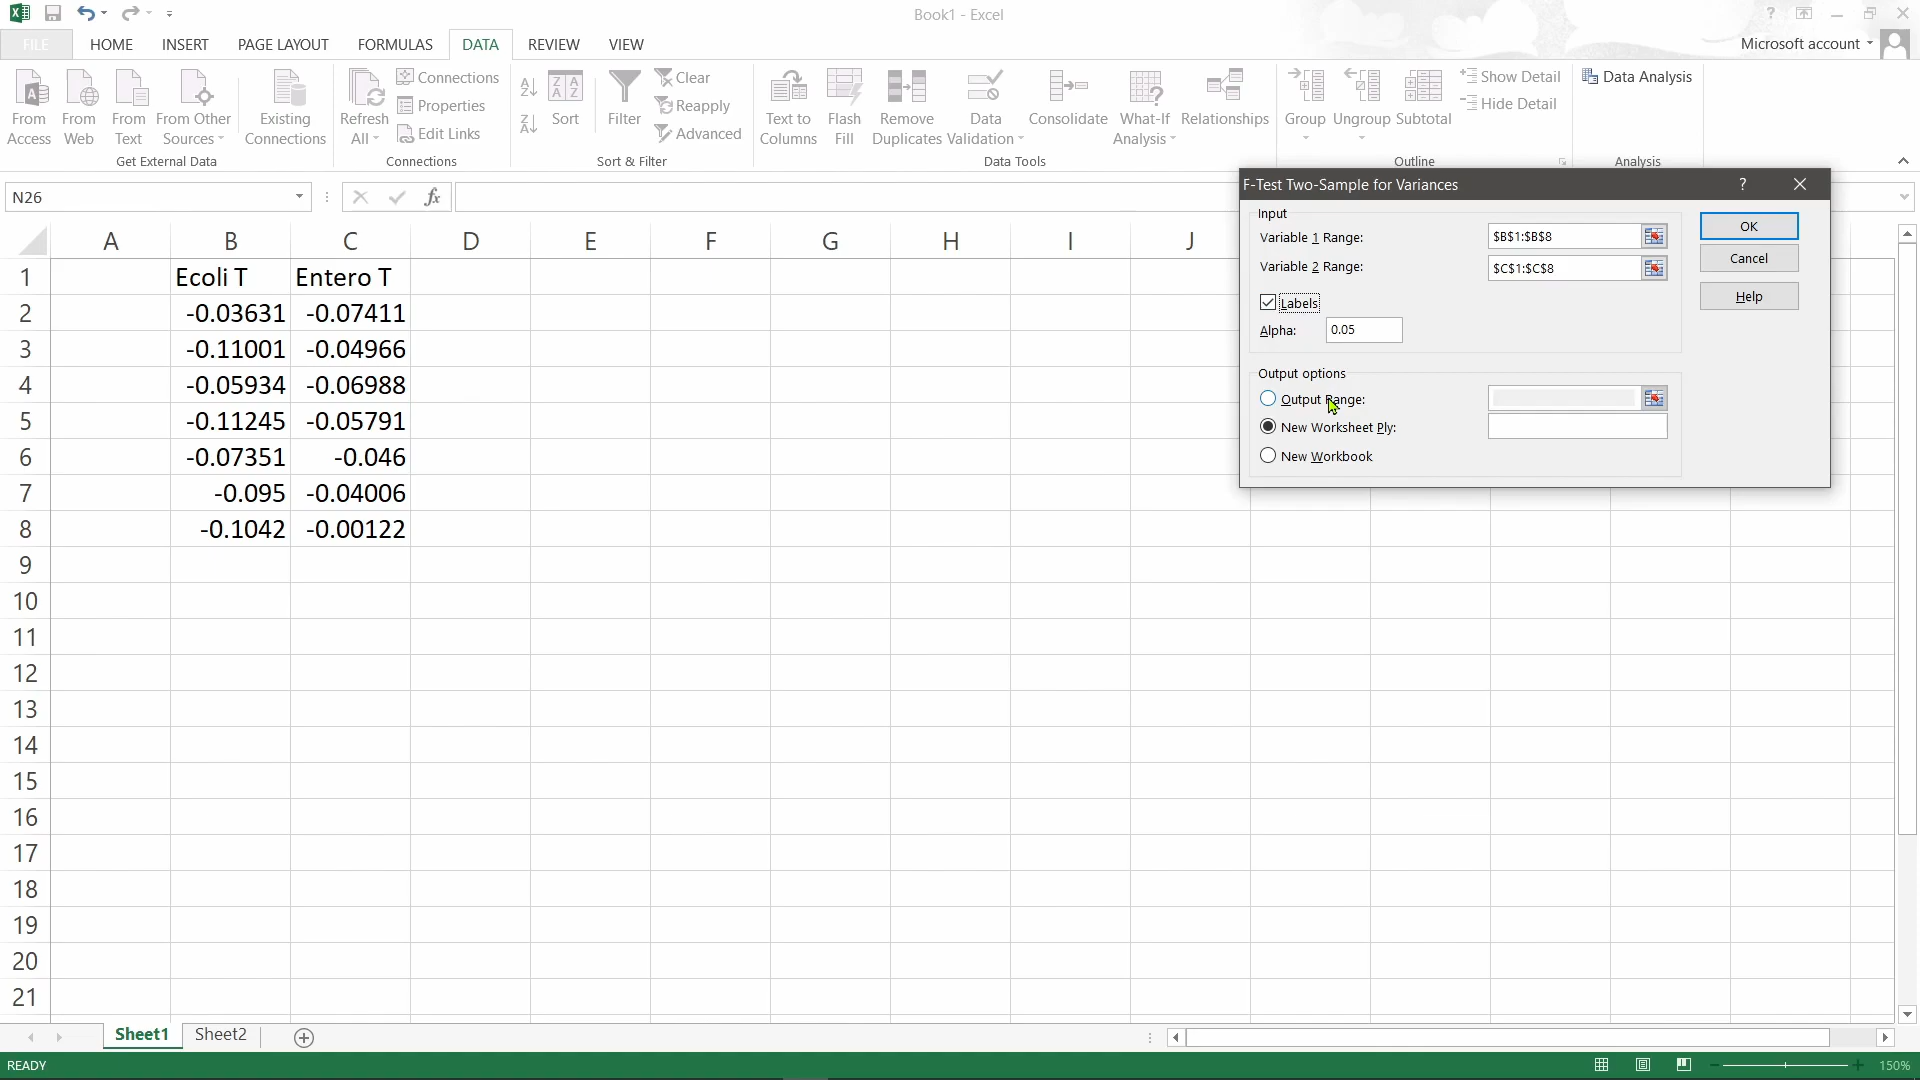 Book1 - Excel
FILE HOME INSERT PAGE LAYOUT FORMULAS DATA REVIEW VIEW Microsoft account
From Access
From Web
From Text
From Other Sources
Existing Connections
Get External Data
Refresh All
Connections
Properties
Edit Links
Connections
Sort
Filter
Clear
Reapply
Advanced
Sort & Filter
Text to Columns
Flash Fill
Remove Duplicates
Data Validation
Consolidate
What-If Analysis
Relationships
Data Tools
Group
Ungroup
Subtotal
Show Detail
Hide Detail
Outline
Data Analysis
Analysis
N26
fx
A B C D E F G H I J
1 Ecoli T Entero T
2 -0.03631 -0.07411
3 -0.11001 -0.04966
4 -0.05934 -0.06988
5 -0.11245 -0.05791
6 -0.07351 -0.046
7 -0.095 -0.04006
8 -0.1042 -0.00122
9
10
11
12
13
14
15
16
17
18
19
20
21
F-Test Two-Sample for Variances ?
Input
Variable 1 Range: $B$1:$B$8
Variable 2 Range: $C$1:$C$8
Labels
Alpha: 0.05
Output options
Output Range:
New Worksheet Ply:
New Workbook
OK
Cancel
Help
Sheet1 Sheet2
READY 150%